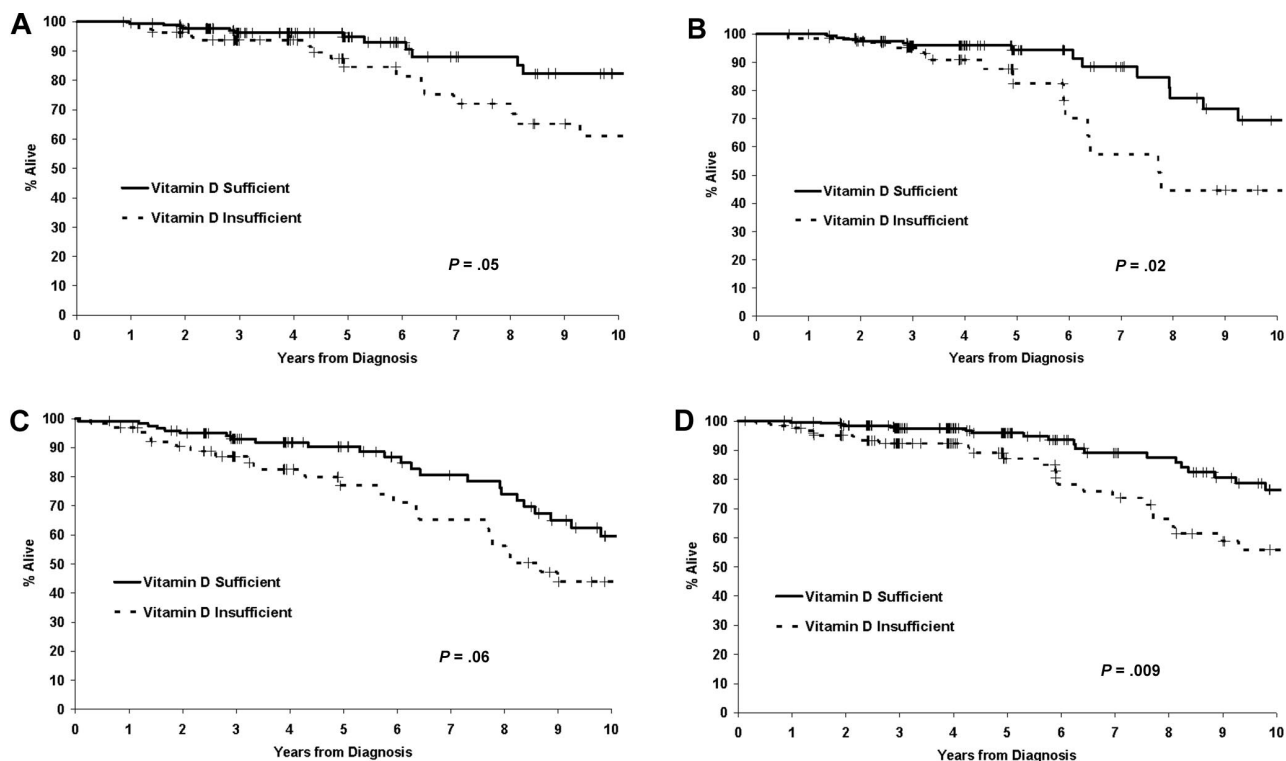 A
100
90
80
70
60
50
40
30
20
10
0
% Alive
Vitamin D Sufficient
Vitamin D Insufficient
P = .05
0 1 2 3 4 5 6 7 8 9 10
Years from Diagnosis
B
100
90
80
70
60
50
40
30
20
10
0
% Alive
Vitamin D Sufficient
Vitamin D Insufficient
P = .02
0 1 2 3 4 5 6 7 8 9 10
Years from Diagnosis
C
100
90
80
70
60
50
40
30
20
10
0
% Alive
Vitamin D Sufficient
Vitamin D Insufficient
P = .06
0 1 2 3 4 5 6 7 8 9 10
Years from Diagnosis
D
100
90
80
70
60
50
40
30
20
10
0
% Alive
Vitamin D Sufficient
Vitamin D Insufficient
P = .009
0 1 2 3 4 5 6 7 8 9 10
Years from Diagnosis